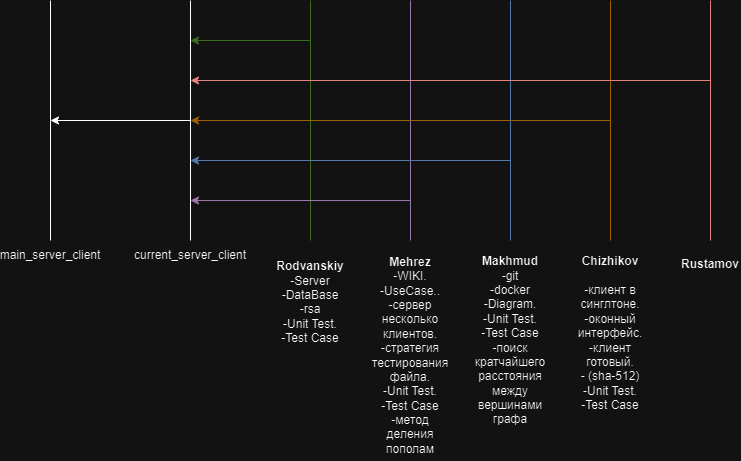 main_server_client
current_server_client
Rodvanskiy
-Server
-DataBase
-rsa
-Unit Test.
-Test Case
Mehrez
-WIKI.
-UseCase..
-сервер
несколько
клиентов.
-стратегия
тестирования
файла.
-Unit Test.
-Test Case
-метод
деления
пополам
Makhmud
-git
-docker
-Diagram.
-Unit Test.
-Test Case
-поиск
кратчайшего
расстояния
между
вершинами
графа
Chizhikov
-клиент в
синглтоне.
-оконный
интерфейс.
-клиент
готовый.
- (sha-512)
-Unit Test.
-Test Case
Rustamov